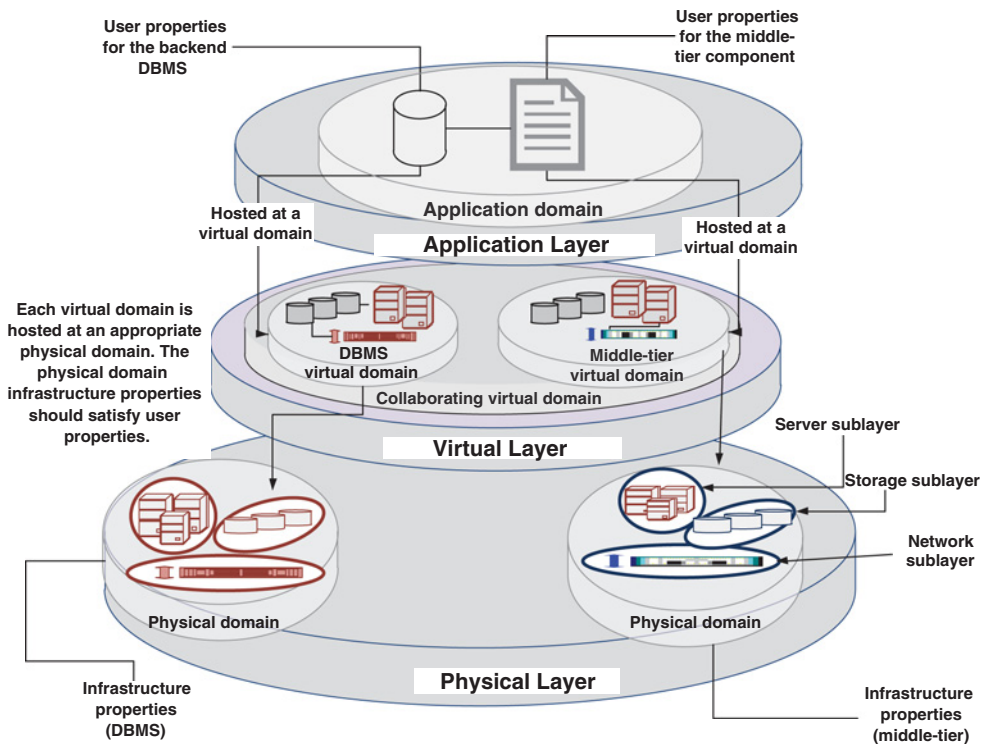 User properties
for the backend
DBMS
User properties
for the middle-
tier component
Application domain
Hosted at a
virtual domain
Application Layer
Hosted at a
virtual domain
Each virtual domain is
hosted at an appropriate
physical domain. The
physical domain
infrastructure properties
should satisfy user
properties.
DBMS
virtual domain
Middle-tier
virtual domain
Collaborating virtual domain
Virtual Layer
Server sublayer
Storage sublayer
Network
sublayer
Physical domain
Physical domain
Physical Layer
Infrastructure
properties
(DBMS)
Infrastructure
properties
(middle-tier)